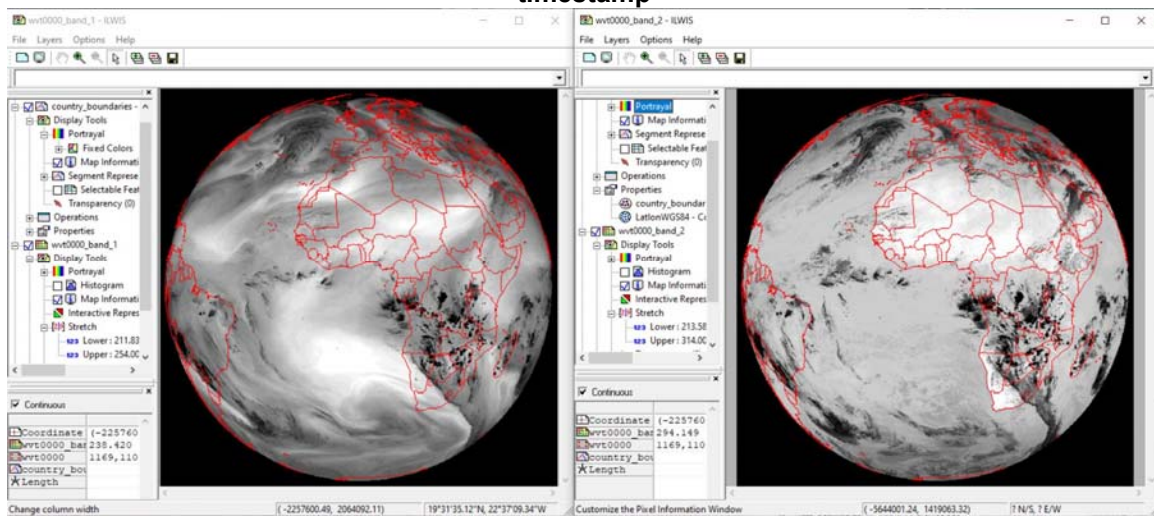 timestamp
wvt0000_band_1 - ILWIS
File Layers Options Help
country_boundaries -
Display Tools
Portrayal
Fixed Colors
Map Informati
Segment Represe
Selectable Feat
Transparency (0)
Operations
Properties
wvt0000_band_1
Display Tools
Portrayal
Histogram
Map Informati
Interactive Repres
Stretch
Lower : 211.83
Upper : 254.00
Continuous
Coordinate (-225760
wvt0000_bar 238.420
wvt0000 1169,110
country_bou
Length
Change column width
(-2257600.49, 2064092.11)
19°31'35.12"N, 22°37'09.34"W
wvt0000_band_2 - ILWIS
File Layers Options Help
Portrayal
Map Informati
Segment Represe
Selectable Feat
Transparency (0)
Operations
Properties
country_boundar
LatlonWGS84 - Co
wvt0000_band_2
Display Tools
Portrayal
Histogram
Map Informati
Interactive Repres
Stretch
Lower : 213.58
Upper : 314.00
Continuous
Coordinate (-225760
wvt0000_bar 294.149
wvt0000 1169,110
country_bou
Length
Customize the Pixel Information Window
(-5644001.24, 1419063.32)
? N/S, ? E/W